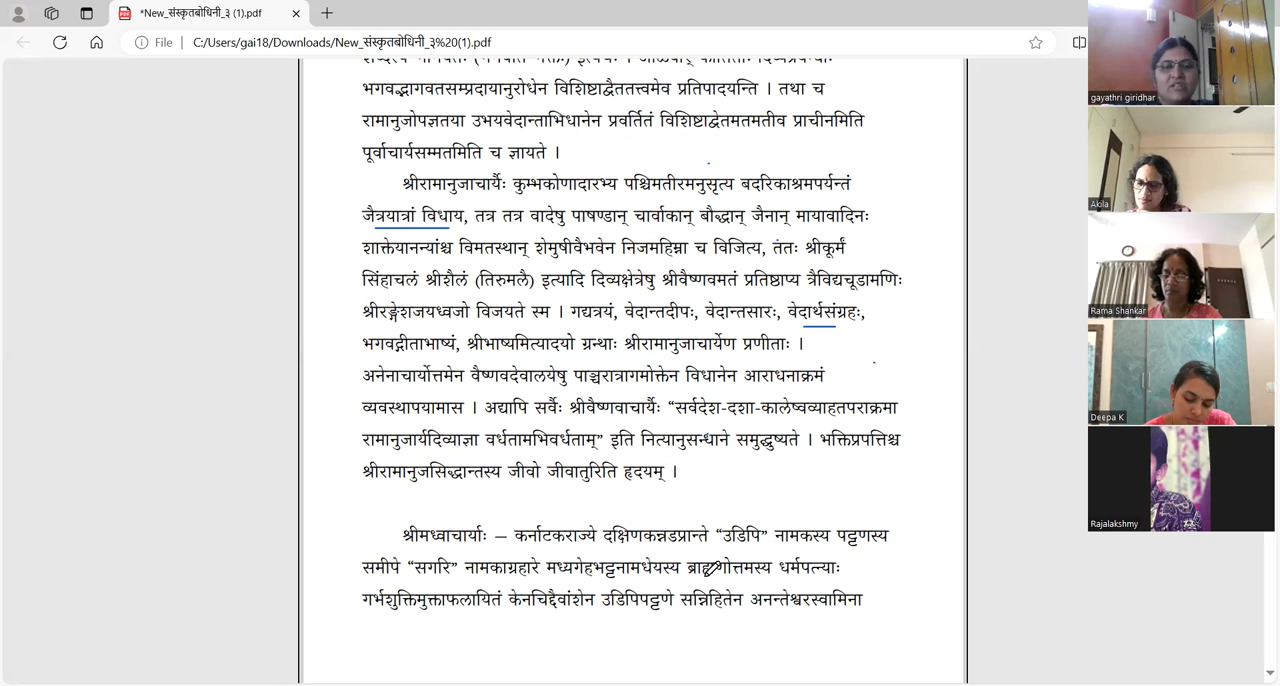 *New_संस्कृतबोधिनी_३ (1).pdf
File
C:/Users/gai18/Downloads/New_संस्कृतबोधिनी_३%20(1).pdf
भगवद्भागवतसम्प्रदायानुरोधेन विशिष्टाद्वैततत्त्वमेव प्रतिपादयन्ति । तथा च
रामानुजोपज्ञतया उभयवेदान्ताभिधानेन प्रवर्तितं विशिष्टाद्वैतमतमतीव प्राचीनमिति
पूर्वाचार्यसम्मतमिति च ज्ञायते ।
श्रीरामानुजाचार्यैः कुम्भकोणादारभ्य पश्चिमतीरमनुसृत्य बदरिकाश्रमपर्यन्तं
जैत्रयात्रां विधाय, तत्र तत्र वादेषु पाषण्डान् चार्वाकान् बौद्धान् जैनान् मायावादिनः
शाक्तेयानन्यांश्च विमतस्थान् शेमुषीवैभवेन निजमहिम्ना च विजित्य, ततः श्रीकूर्मं
सिंहाचलं श्रीशैलं (तिरुमलै) इत्यादि दिव्यक्षेत्रेषु श्रीवैष्णवमतं प्रतिष्ठाप्य त्रैविद्यचूडामणिः
श्रीरङ्गेशजयध्वजो विजयते स्म । गद्यत्रयं, वेदान्तदीपः, वेदान्तसारः, वेदार्थसंग्रहः,
भगवद्गीताभाष्यं, श्रीभाष्यमित्यादयो ग्रन्थाः श्रीरामानुजाचार्येण प्रणीताः ।
अनेनाचार्योत्तमेन वैष्णवदेवालयेषु पाञ्चरात्रागमोक्तेन विधानेन आराधनाक्रमं
व्यवस्थापयामास । अद्यापि सर्वैः श्रीवैष्णवाचार्यैः “सर्वदेश-दशा-कालेष्वव्याहतपराक्रमा
रामानुजार्यदिव्याज्ञा वर्धतामभिवर्धताम्” इति नित्यानुसन्धाने समुद्घुष्यते । भक्तिप्रपत्तिश्च
श्रीरामानुजसिद्धान्तस्य जीवो जीवातुरिति हृदयम् ।
श्रीमध्वाचार्याः – कर्नाटकराज्ये दक्षिणकन्नडप्रान्ते “उडिपि” नामकस्य पट्टणस्य
समीपे “सगरि” नामकाग्रहारे मध्यगेहभट्टनामधेयस्य ब्राह्मणोत्तमस्य धर्मपत्न्याः
गर्भशुक्तिमुक्ताफलायितं केनचिद्दैवांशेन उडिपिपट्टणे सन्निहितेन अनन्तेश्वरस्वामिना
gayathri giridhar
Akila
Rama Shankar
Deepa K
Rajalakshmy